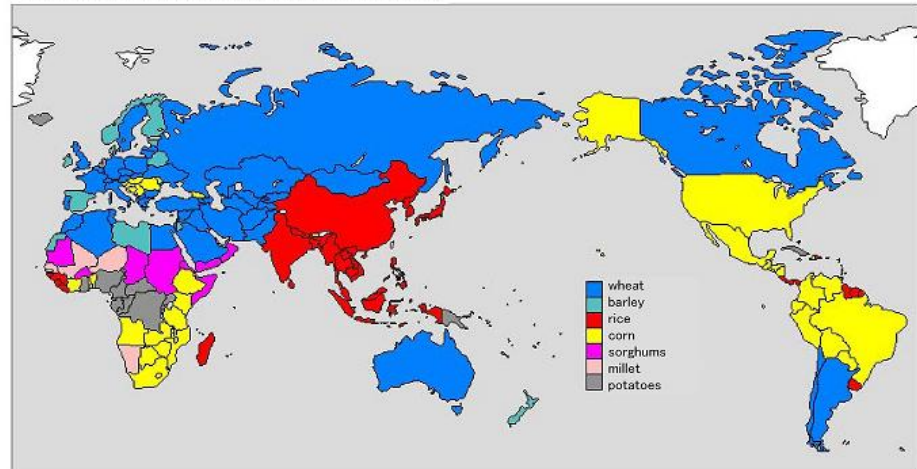 wheat
barley
rice
corn
sorghums
millet
potatoes